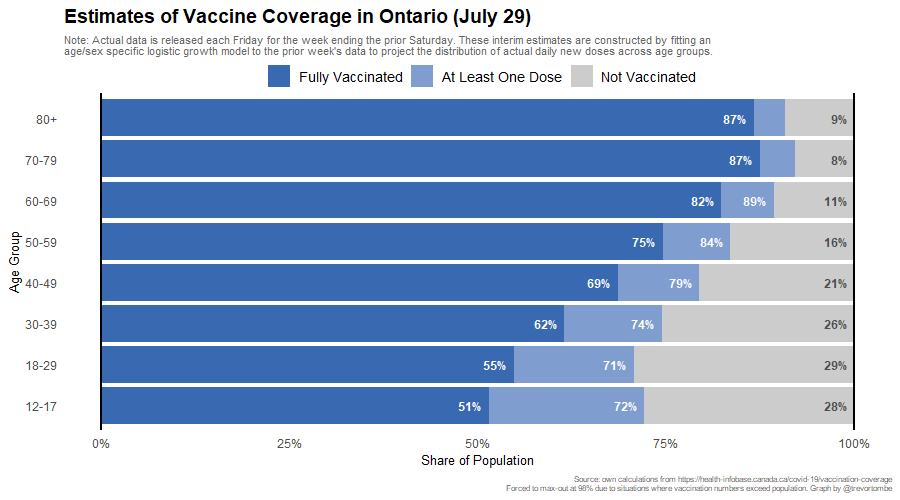 Estimates of Vaccine Coverage in Ontario (July 29)
Note: Actual data is released each Friday for the week ending the prior Saturday. These interim estimates are constructed by fitting an
age/sex specific logistic growth model to the prior week's data to project the distribution of actual daily new doses across age groups.
Fully Vaccinated At Least One Dose Not Vaccinated
80+ 87% 9%
70-79 87% 8%
60-69 82% 89% 11%
50-59 75% 84% 16%
Age Group
40-49 69% 79% 21%
30-39 62% 74% 26%
18-29 55% 71% 29%
12-17 51% 72% 28%
0% 25% 50% 75% 100%
Share of Population
Source: own calculations from https://health-infobase.canada.ca/covid-19/vaccination-coverage
Forced to max-out at 98% due to situations where vaccination numbers exceed population. Graph by @trevortombe